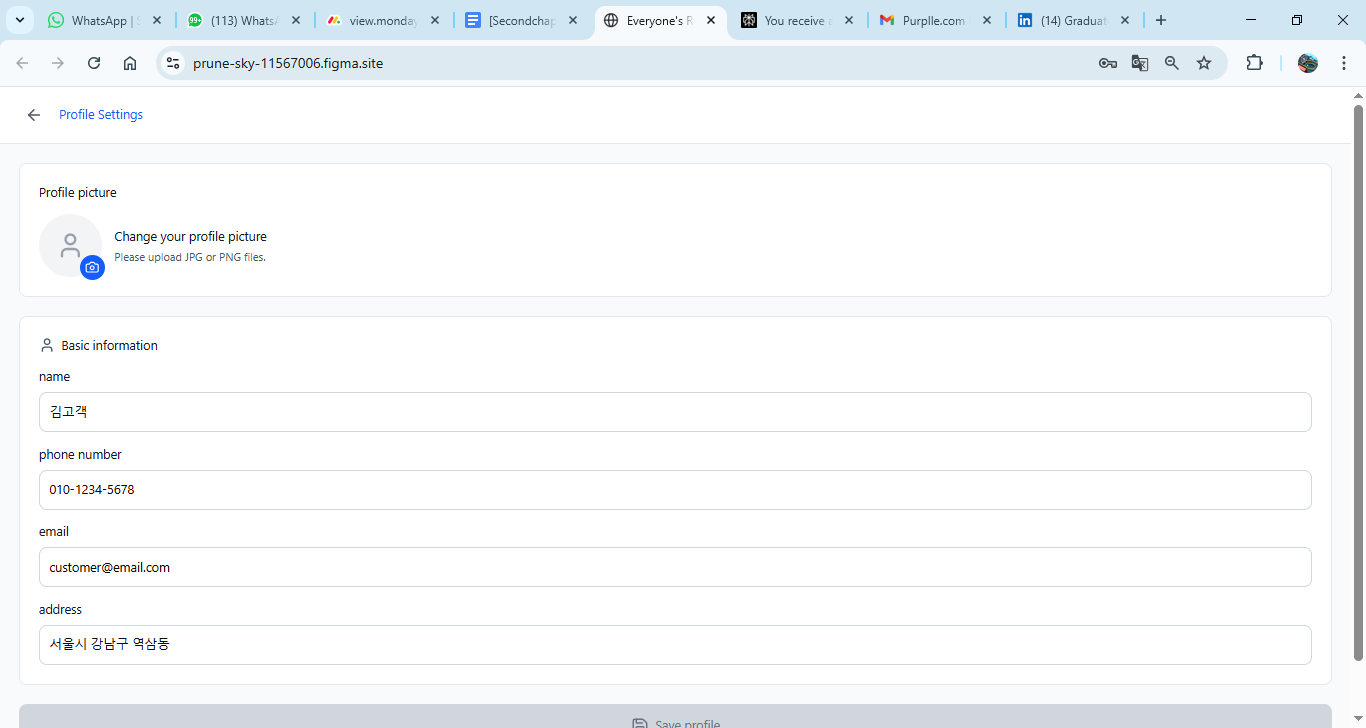 WhatsApp | S
(113) WhatsA
view.monday
[Secondchap
Everyone's R
You receive a
Purplle.com
(14) Graduat
prune-sky-11567006.figma.site
Profile Settings
Profile picture
Change your profile picture
Please upload JPG or PNG files.
Basic information
name
김고객
phone number
010-1234-5678
email
customer@email.com
address
서울시 강남구 역삼동
Save profile